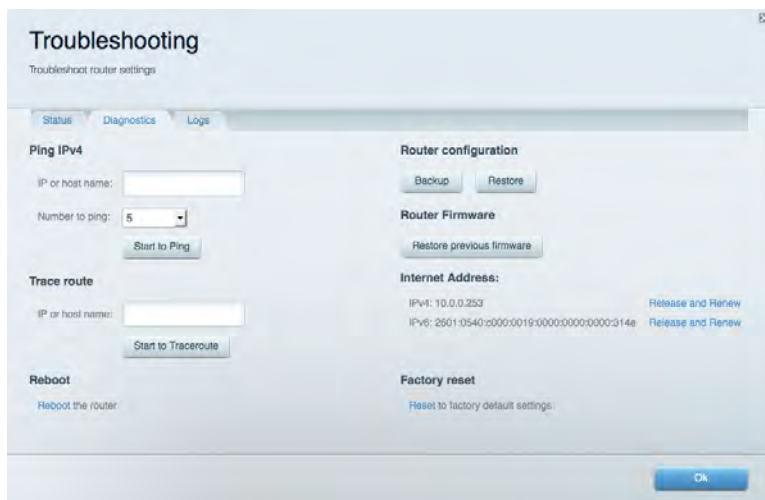 Troubleshooting
Troubleshoot router settings
Status Diagnostics Logs
Ping IPv4
IP or host name:
Number to ping: 5
Start to Ping
Trace route
IP or host name:
Start to Traceroute
Reboot
Reboot the router
Router configuration
Backup Restore
Router Firmware
Restore previous firmware
Internet Address:
IPv4: 10.0.0.253 Release and Renew
IPv6: 2601:0540:c000:0019:0000:0000:0000:314e Release and Renew
Factory reset
Reset to factory default settings
Ok